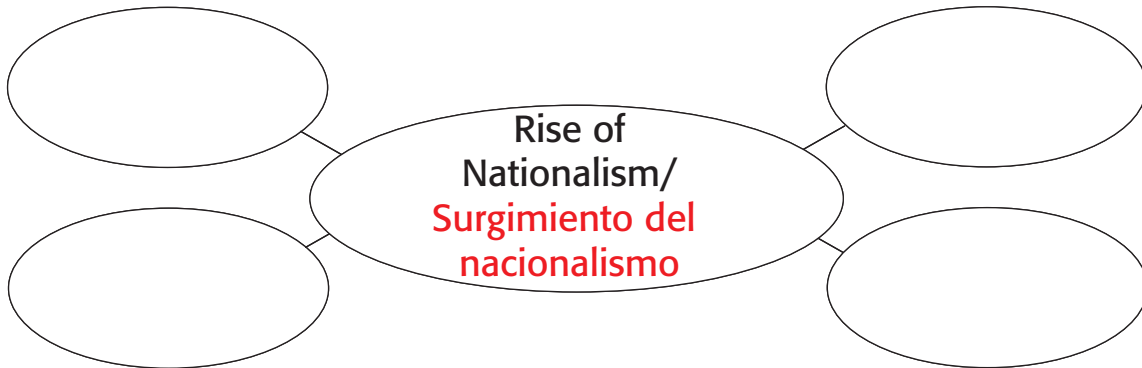 Rise of
Nationalism/
Surgimiento del
nacionalismo